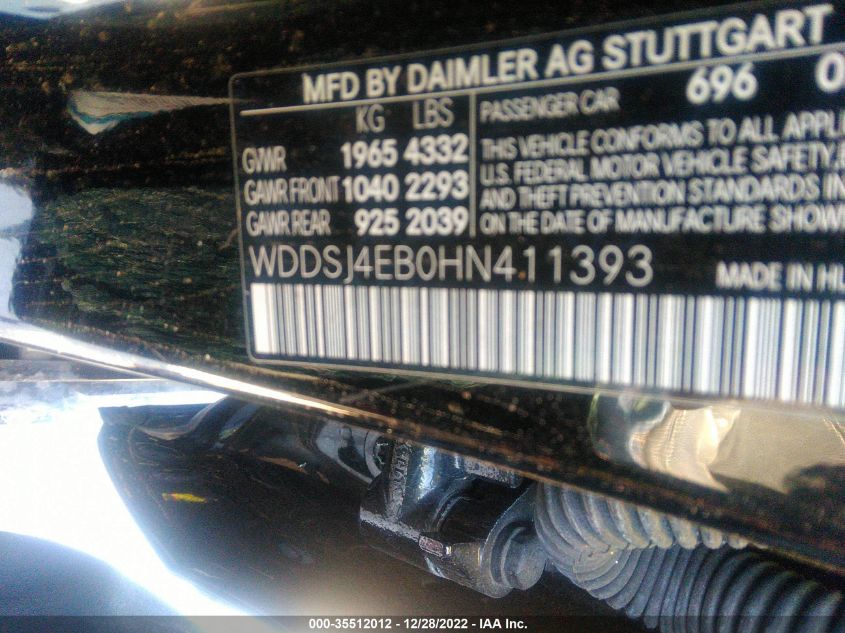 MFD BY DAIMLER AG STUTTGART
KG LBS
GVWR 1965 4332
GAWR FRONT 1040 2293
GAWR REAR 925 2039
PASSENGER CAR 696 0
THIS VEHICLE CONFORMS TO ALL APPLI
U.S. FEDERAL MOTOR VEHICLE SAFETY,
AND THEFT PREVENTION STANDARDS IN
ON THE DATE OF MANUFACTURE SHOW
WDDSJ4EB0HN411393 MADE IN HU
000-35512012 - 12/28/2022 - IAA Inc.